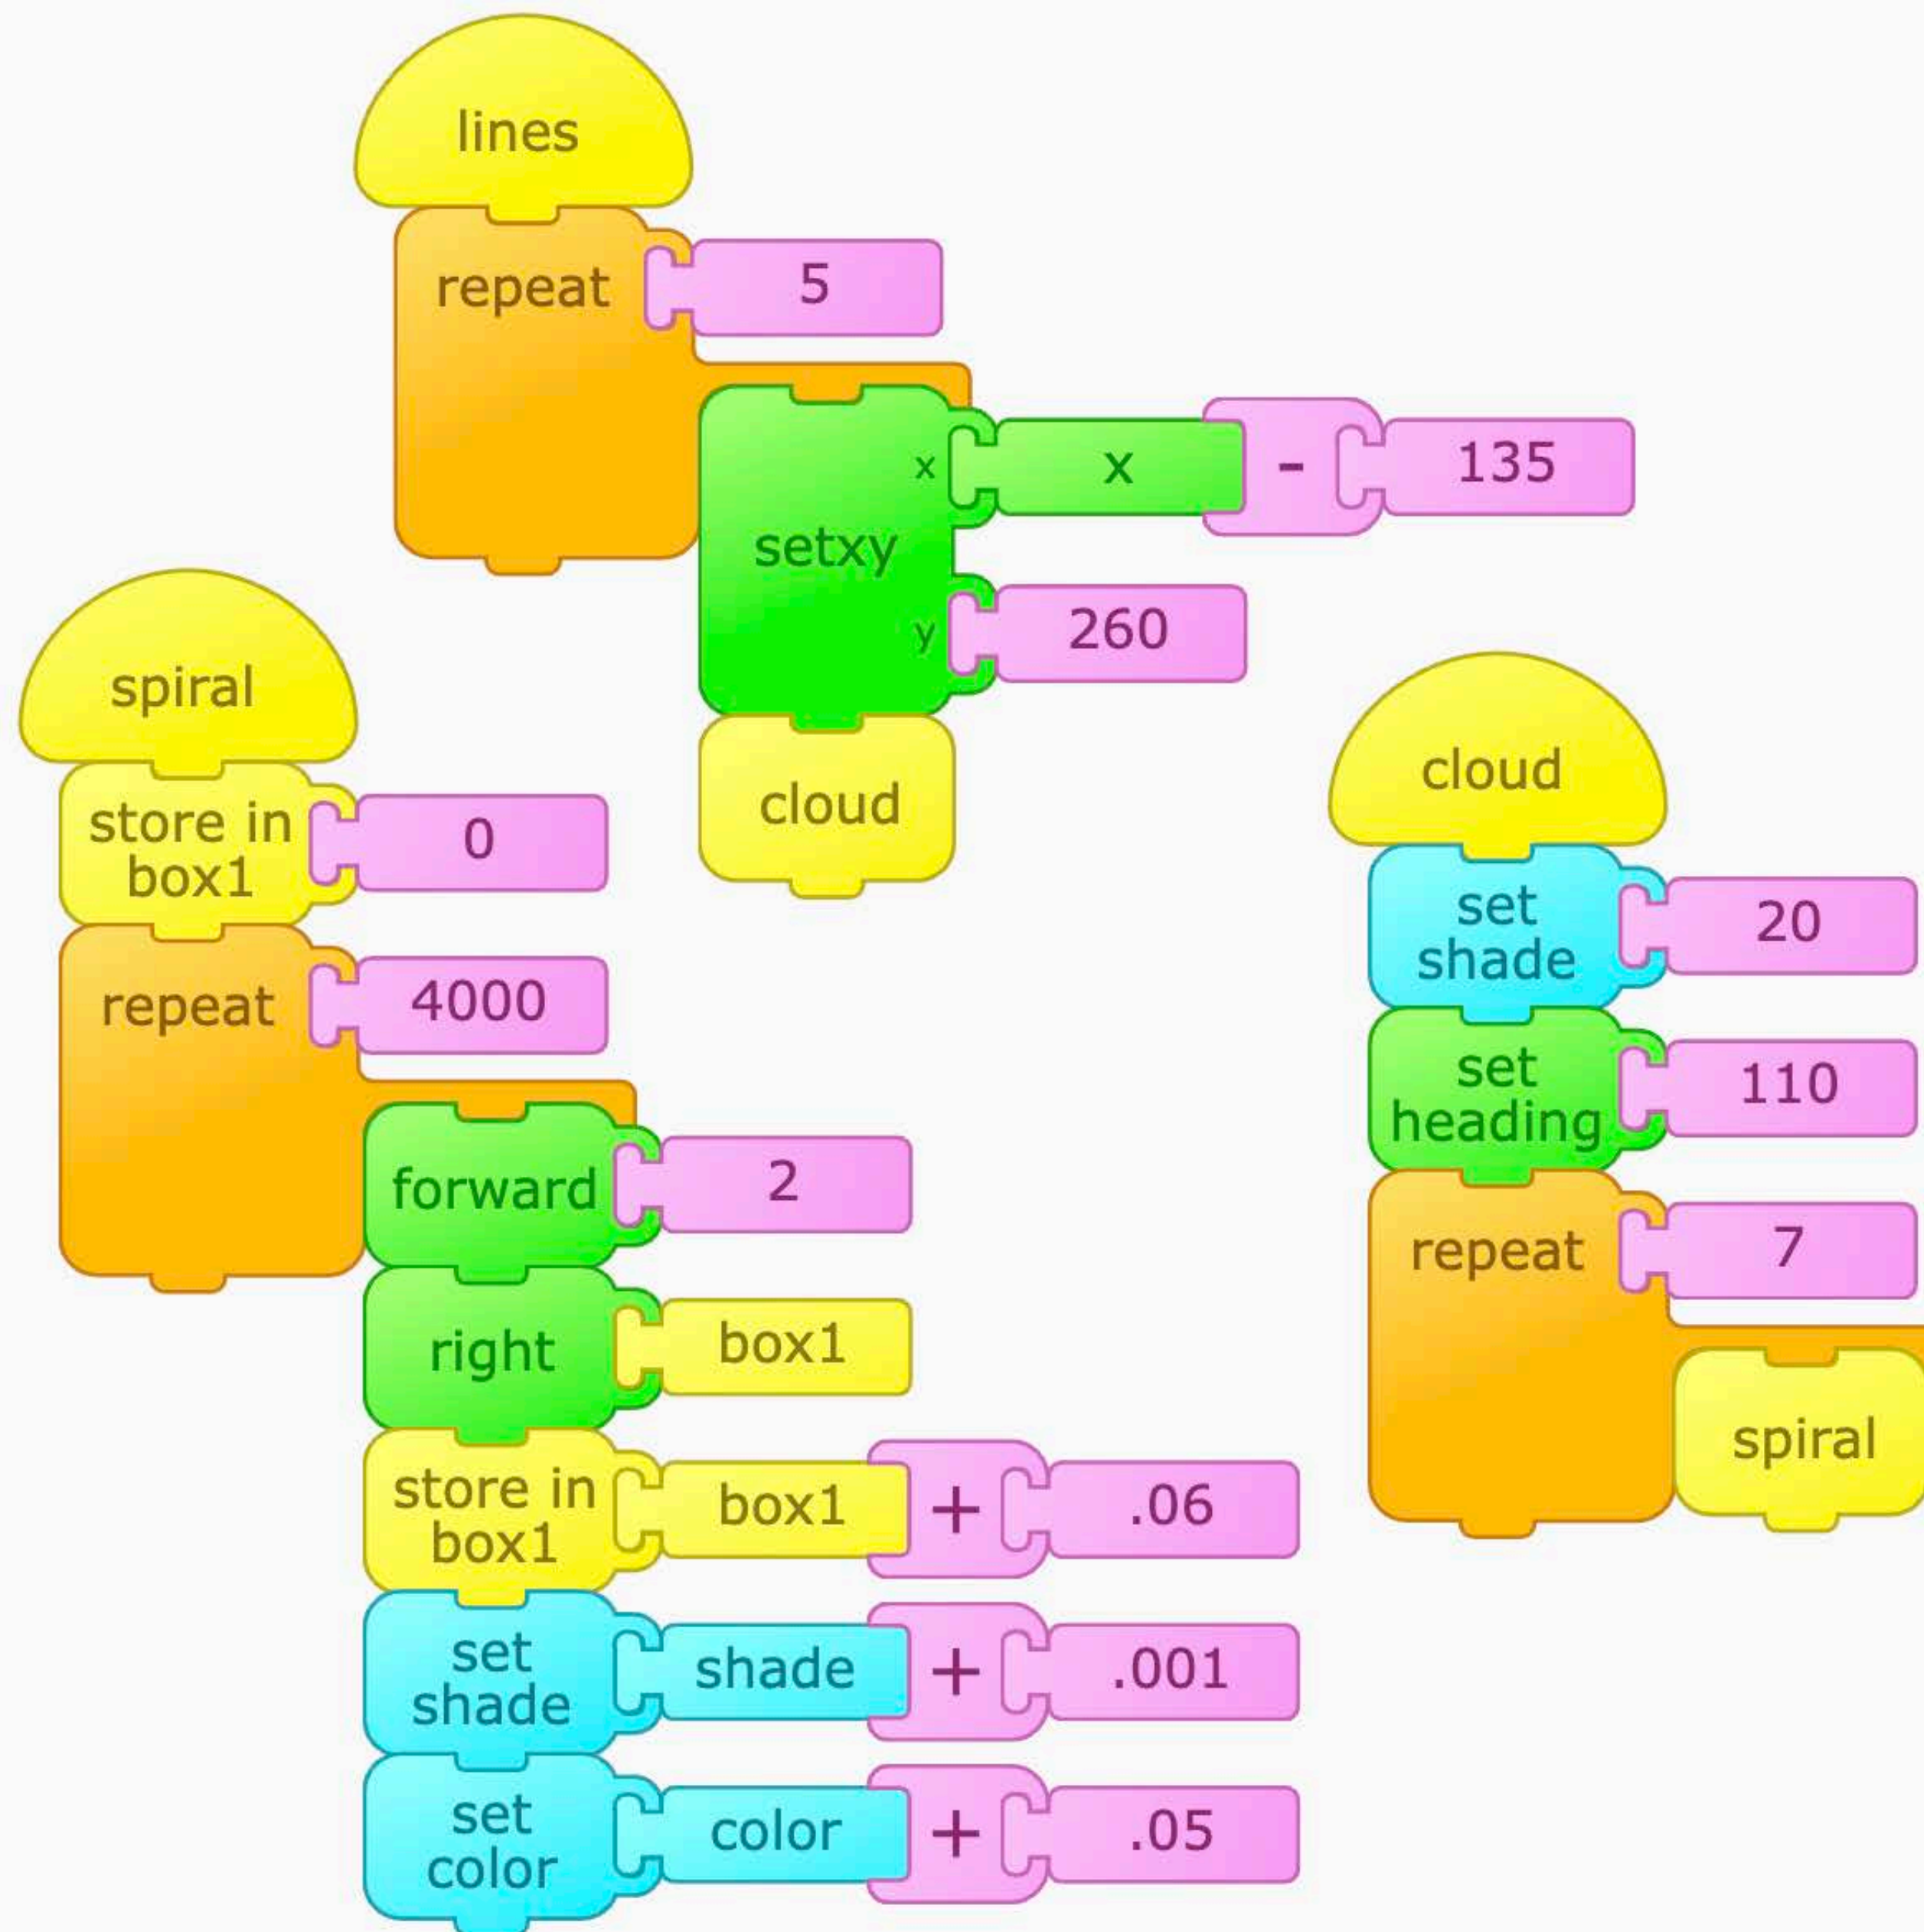 lines
repeat 5
x x - 135
setxy
y 260
cloud
spiral
store in
box1 0
repeat 4000
forward 2
right box1
store in
box1 box1 + .06
set
shade shade + .001
set
color color + .05
cloud
set
shade 20
set
heading 110
repeat 7
spiral